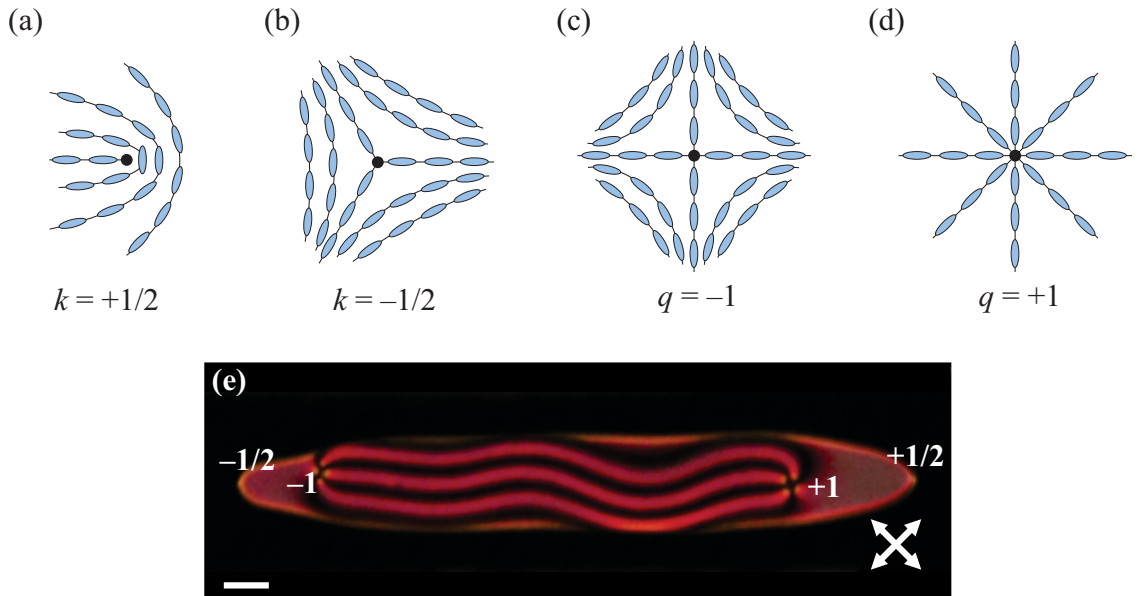 (a) (b) (c) (d)
k = +1/2 k = –1/2 q = –1 q = +1
(e)
–1/2 +1/2
–1 +1